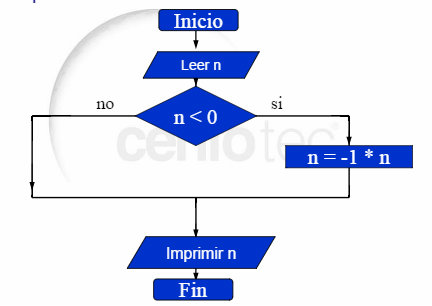 Inicio
Leer n
no
si
n < 0
n = -1 * n
Imprimir n
Fin